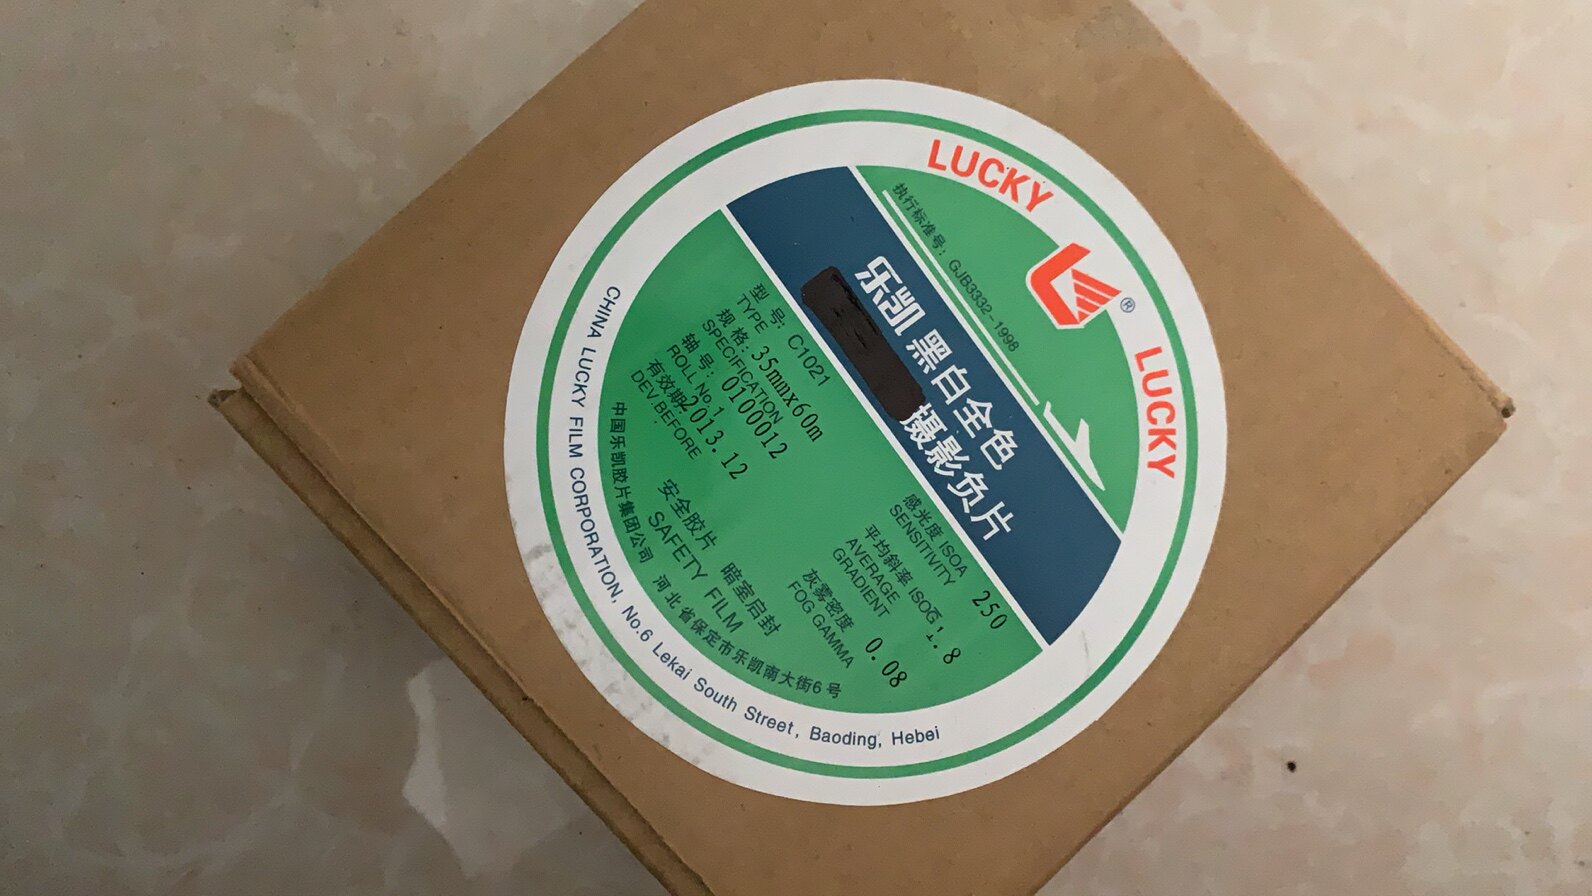 LUCKY
LUCKY
®
执行标准号：GJB3332-1998
乐凯 黑白全色
摄影负片
型 号: C1021
TYPE
规 格: 35mmx60m
SPECIFICATION
轴 号: 0100012
ROLL No.1
有效期 2013.12
DEV BEFORE
感光度 ISOA 250
SENSITIVITY
平均斜率 ISOG 1.8
AVERAGE
GRADIENT
灰雾密度 0.08
FOG GAMMA
安全胶片 暗室启封
SAFETY FILM
中国乐凯胶片集团公司 河北省保定市乐凯南大街6号
CHINA LUCKY FILM CORPORATION, No.6 Lekai South Street, Baoding, Hebei